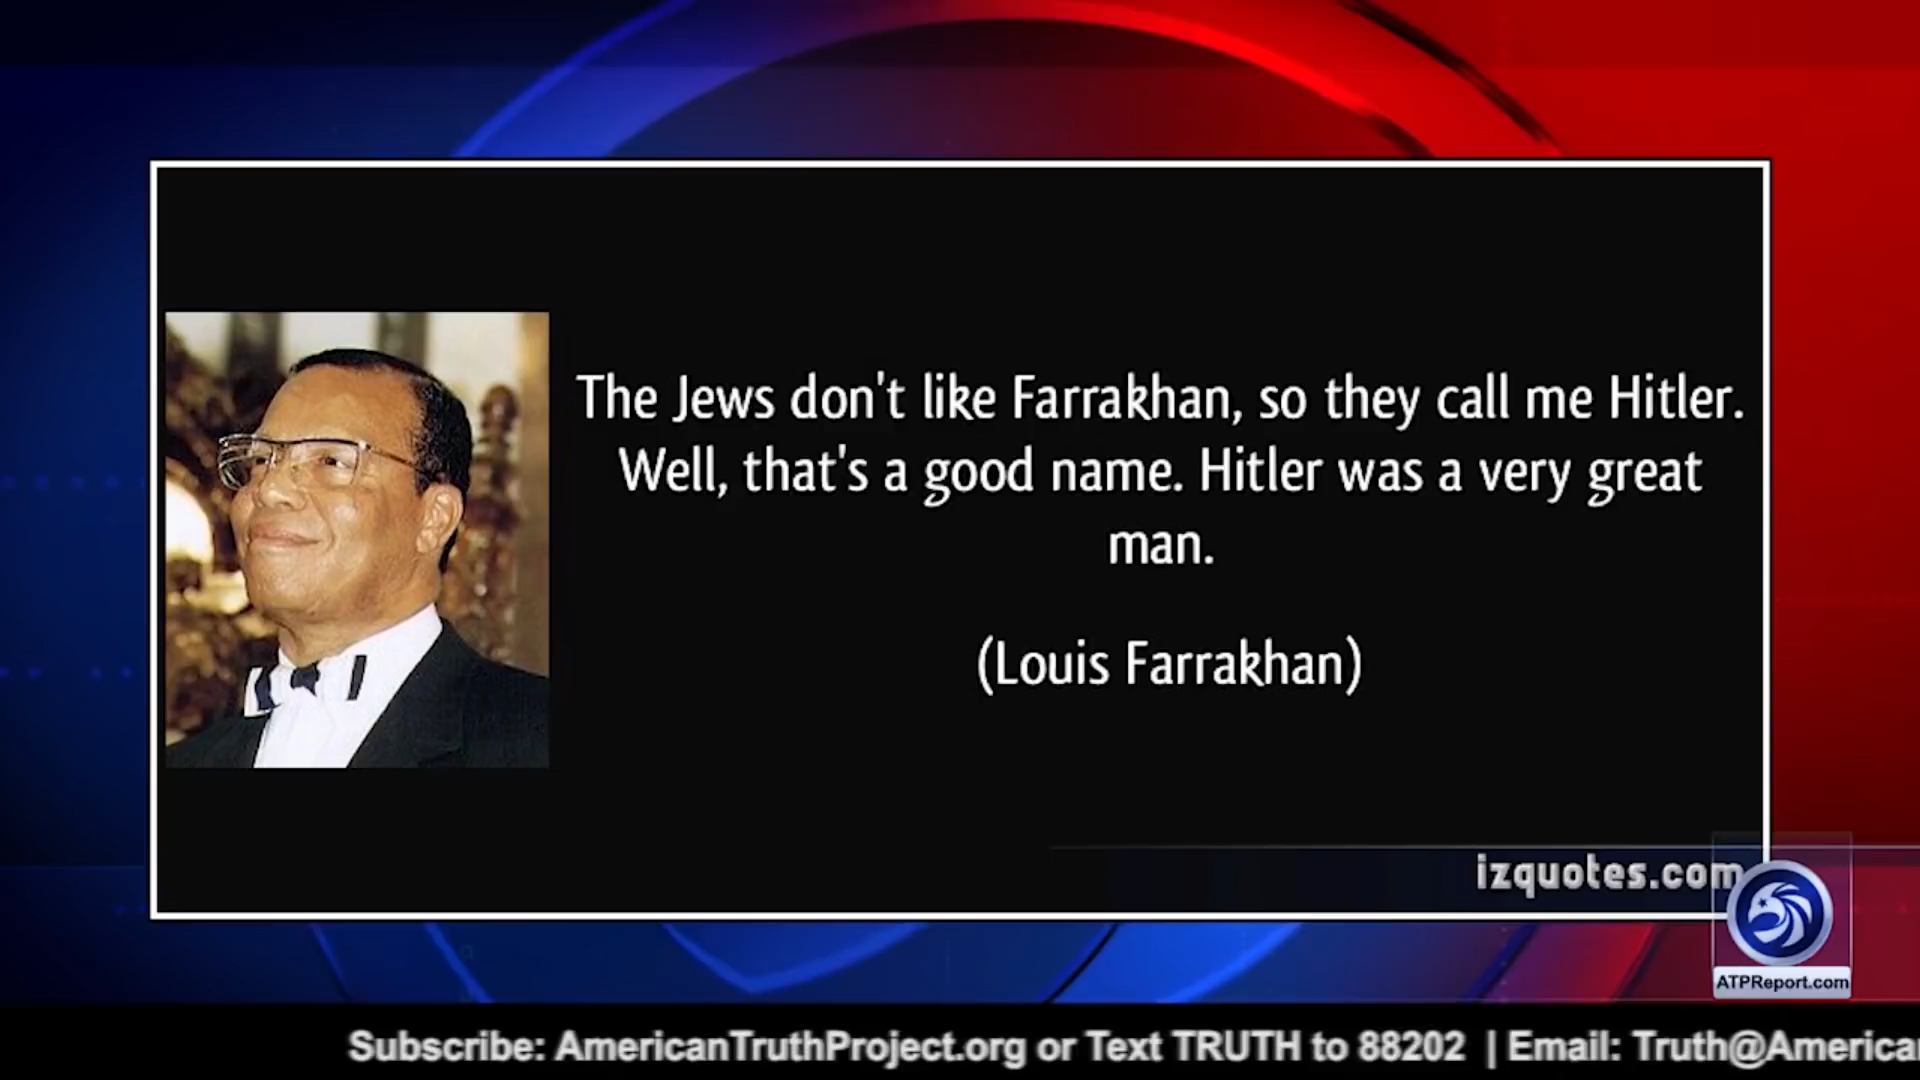 The Jews don't like Farrakhan, so they call me Hitler.
Well, that's a good name. Hitler was a very great
man.
(Louis Farrakhan)
izquotes.com
ATPReport.com
Subscribe: AmericanTruthProject.org or Text TRUTH to 88202 | Email: Truth@American